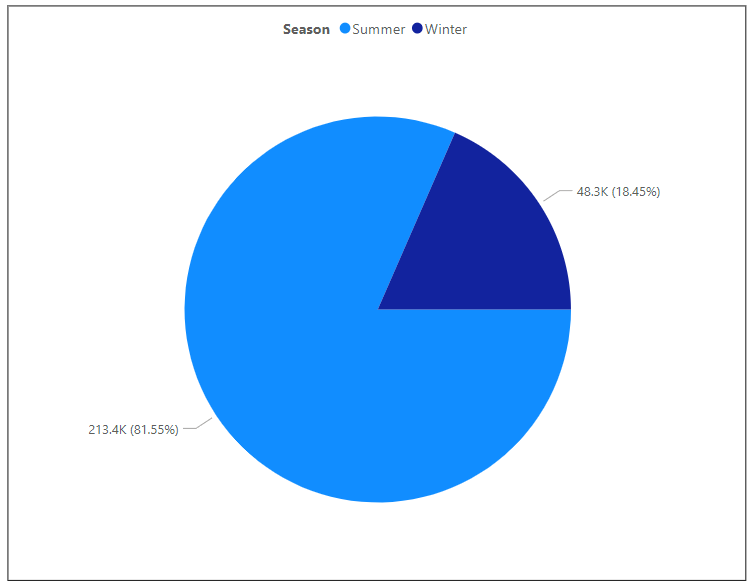 Season Summer Winter
48.3K (18.45%)
213.4K (81.55%)